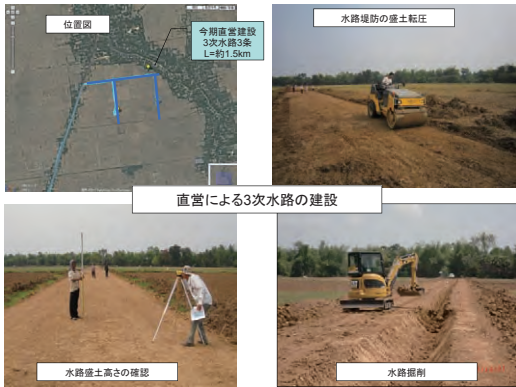 位置図
今期直営建設
3次水路3条
L=約1.5km
水路堤防の盛土転圧
直営による3次水路の建設
水路盛土高さの確認
水路掘削